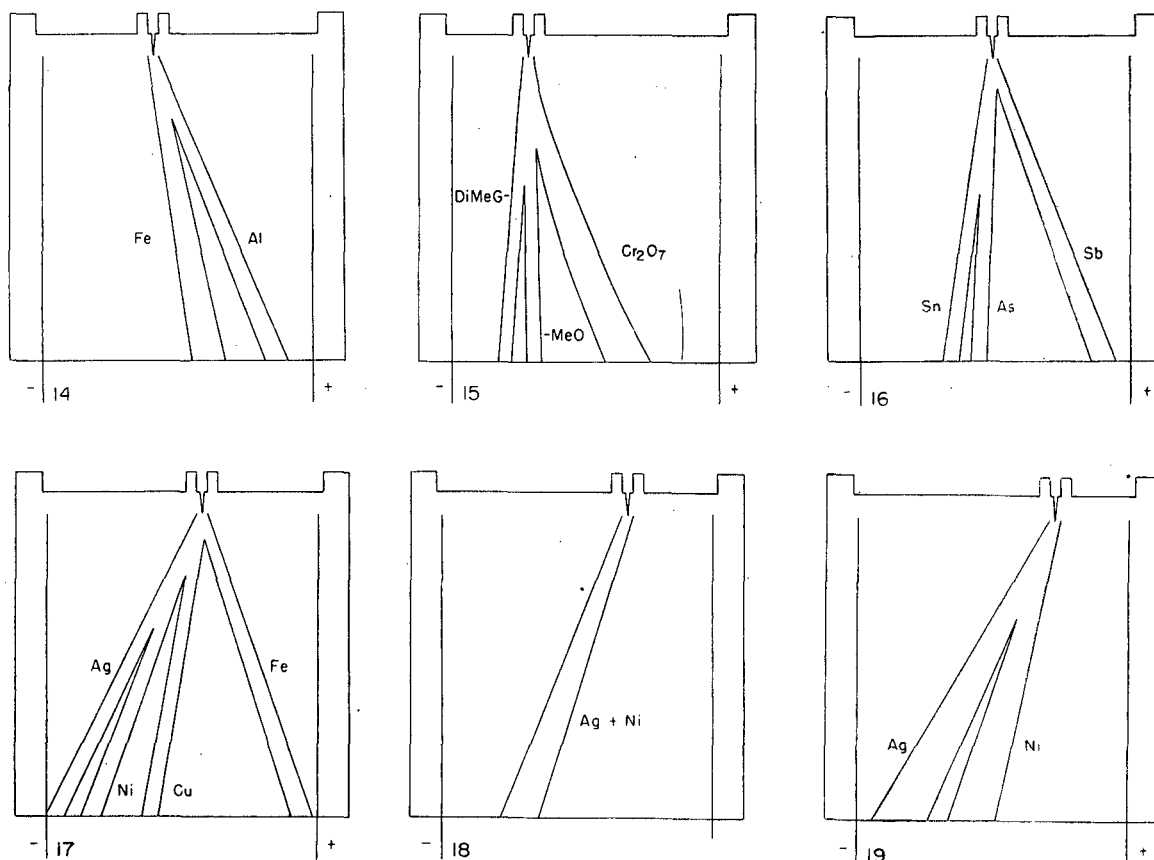 Fe
Al
- 14 +
DiMeG-
Cr₂O₇
-MeO
- 15 +
Sn
As
Sb
- 16 +
Ag
Ni
Cu
Fe
- 17 +
Ag + Ni
- 18
Ag
Ni
- 19 +